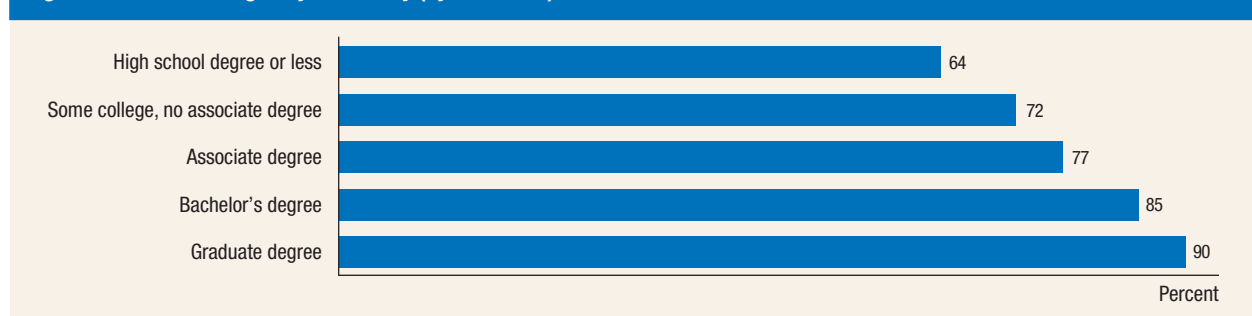 High school degree or less
64
Some college, no associate degree
72
Associate degree
77
Bachelor’s degree
85
Graduate degree
90
Percent